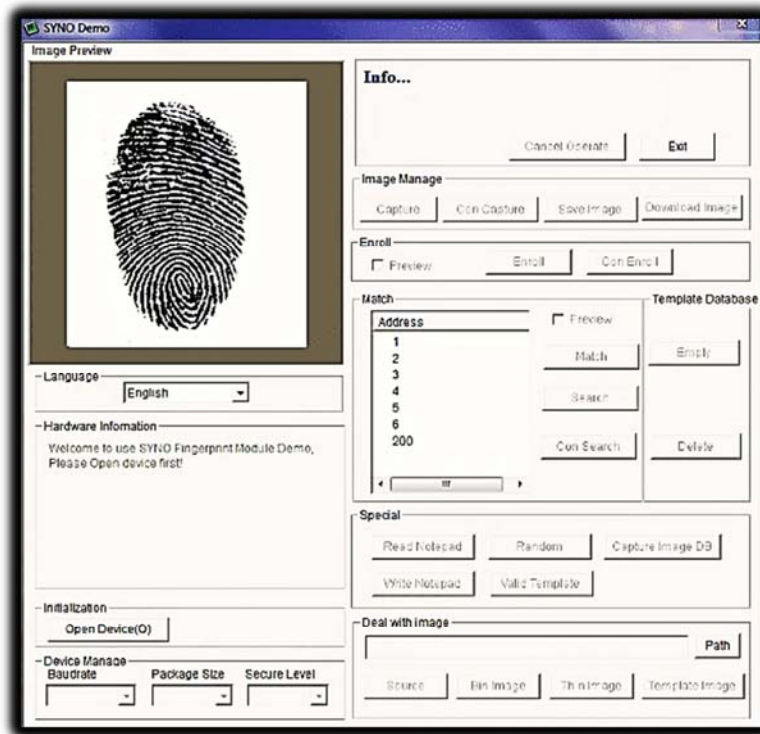 SYNO Demo
Image Preview
Info...
Cancel Operate
Exit
Image Manage
Capture
Con Capture
Save Image
Download Image
Enroll
Preview
Enroll
Con Enroll
Match
Address
1
2
3
4
5
6
200
Preview
Match
Search
Con Search
Template Database
Empty
Delete
Language
English
Hardware Infomation
Welcome to use SYNO Fingerprint Module Demo,
Please Open device first!
Special
Read Notepad
Random
Capture Image DB
Write Notepad
Valid Template
Initialization
Open Device(O)
Device Manage
Baudrate
Package Size
Secure Level
Deal with image
Path
Source
Bin Image
Thin Image
Template Image